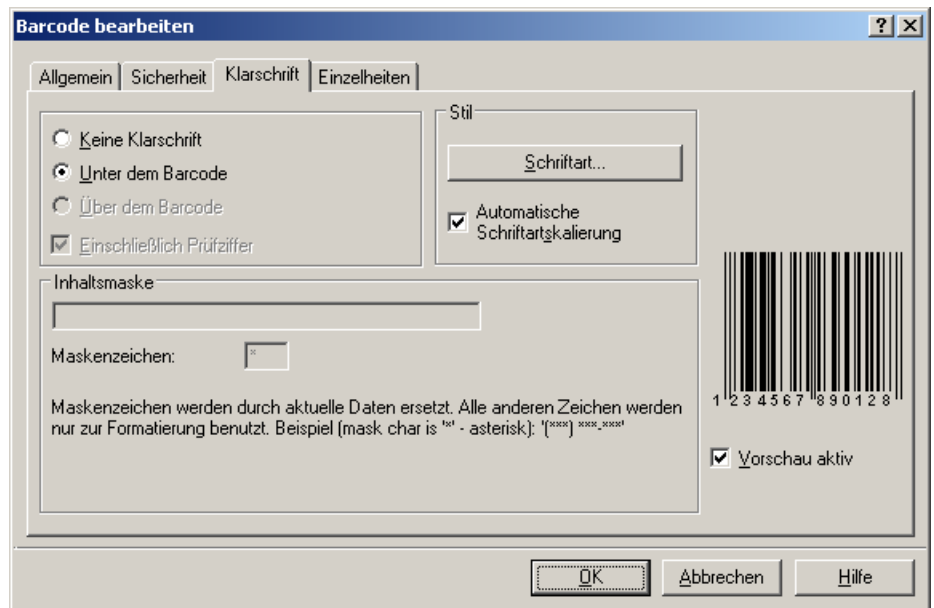 Barcode bearbeiten
Allgemein Sicherheit Klarschrift Einzelheiten
Keine Klarschrift
Unter dem Barcode
Über dem Barcode
Einschließlich Prüfziffer
Stil
Schriftart...
Automatische
Schriftartskalierung
Inhaltsmaske
Maskenzeichen: *
Maskenzeichen werden durch aktuelle Daten ersetzt. Alle anderen Zeichen werden
nur zur Formatierung benutzt. Beispiel (mask char is '*' - asterisk): '(***) ***-***'
1 234567 890128
Vorschau aktiv
OK Abbrechen Hilfe